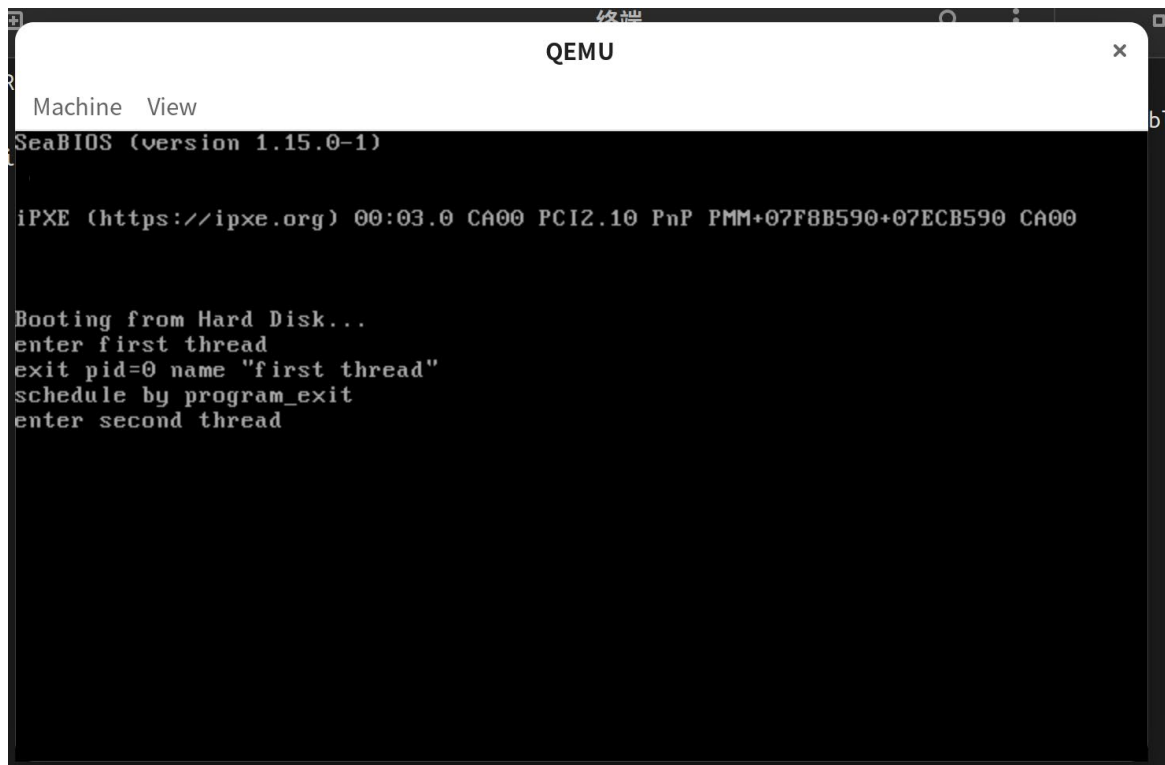 终端
QEMU
Machine View
SeaBIOS (version 1.15.0-1)
iPXE (https://ipxe.org) 00:03.0 CA00 PCI2.10 PnP PMM+07F8B590+07ECB590 CA00
Booting from Hard Disk...
enter first thread
exit pid=0 name "first thread"
schedule by program_exit
enter second thread